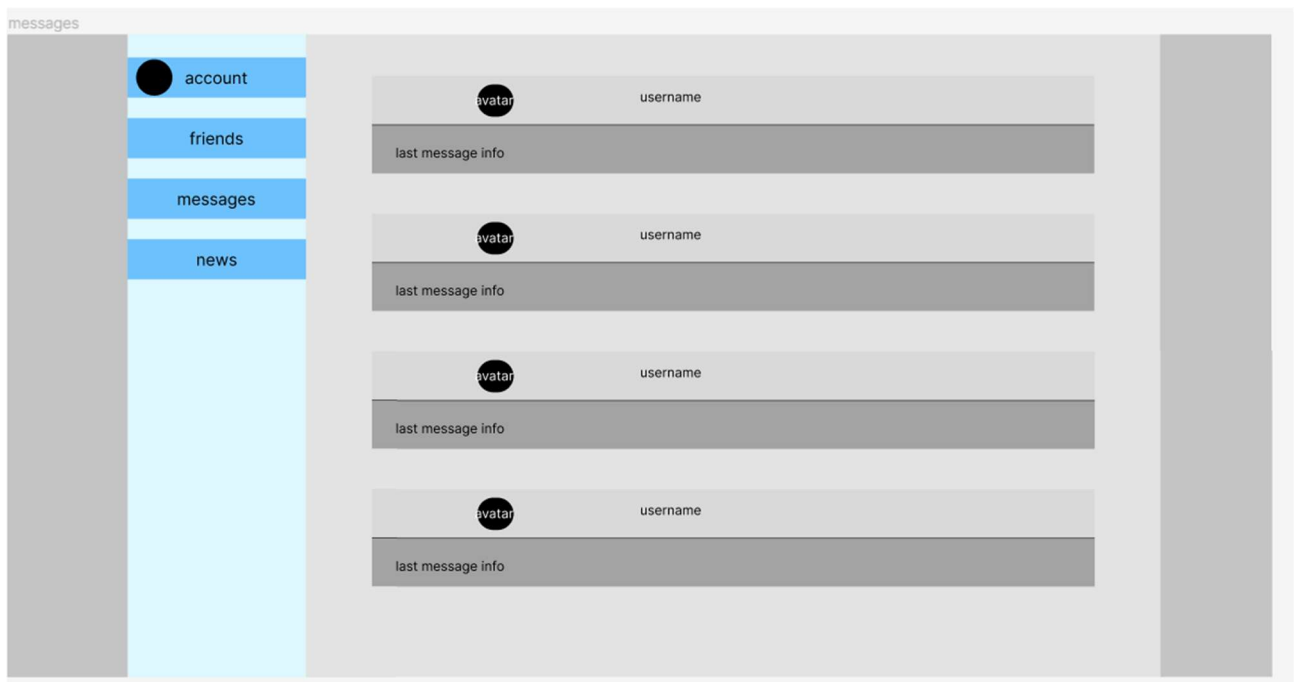 messages
account
friends
messages
news
avatar
username
last message info
avatar
username
last message info
avatar
username
last message info
avatar
username
last message info